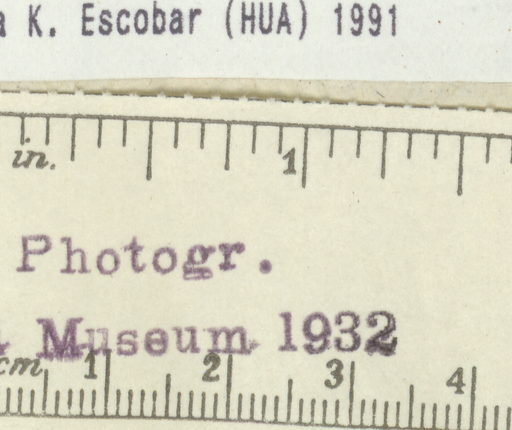 K. Escobar (HUA) 1991
in. 1
Photogr.
Museum 1932
cm 1 2 3 4